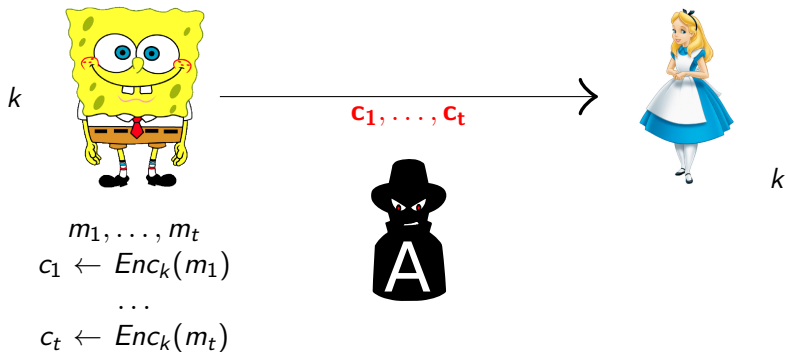 k
c₁, . . . , cₜ
A
k
m₁, . . . , mₜ
c₁ ← Encₖ(m₁)
. . .
cₜ ← Encₖ(mₜ)